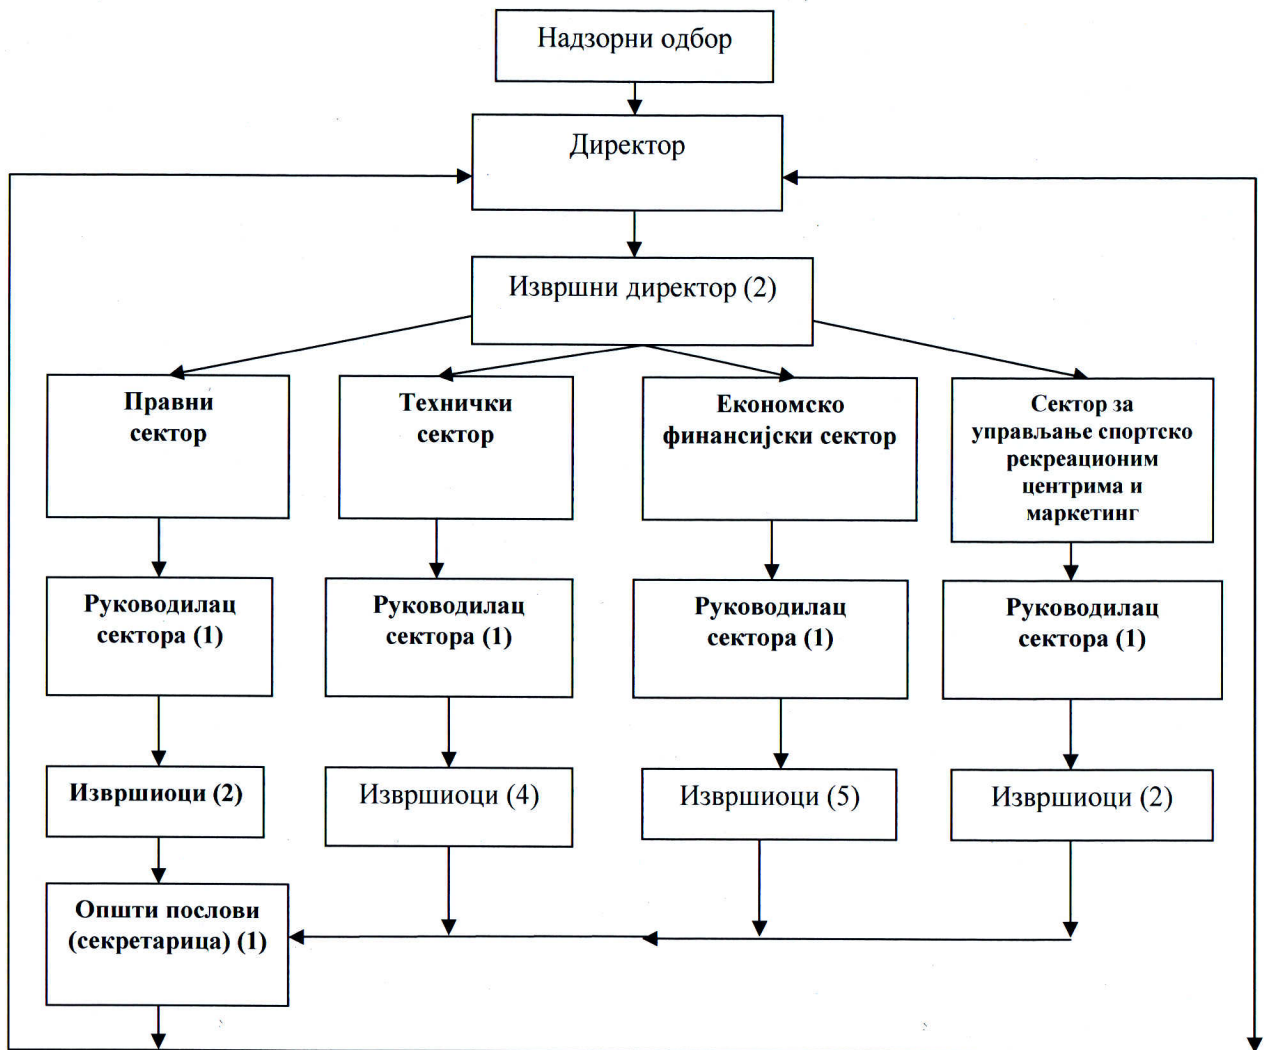 Надзорни одбор
Директор
Извршни директор (2)
Правни
сектор
Технички
сектор
Економско
финансијски сектор
Сектор за
управљање спортско
рекреационим
центрима и
маркетинг
Руководилац
сектора (1)
Руководилац
сектора (1)
Руководилац
сектора (1)
Руководилац
сектора (1)
Извршиоци (2)
Извршиоци (4)
Извршиоци (5)
Извршиоци (2)
Општи послови
(секретарица) (1)